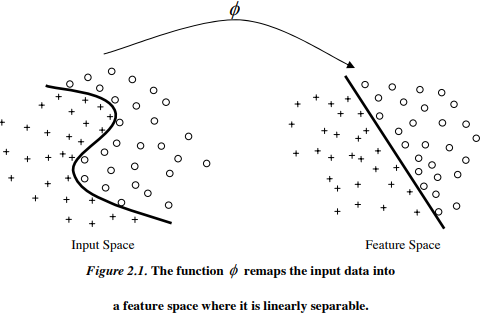 ϕ
Input Space
Feature Space
Figure 2.1. The function ϕ remaps the input data into
a feature space where it is linearly separable.